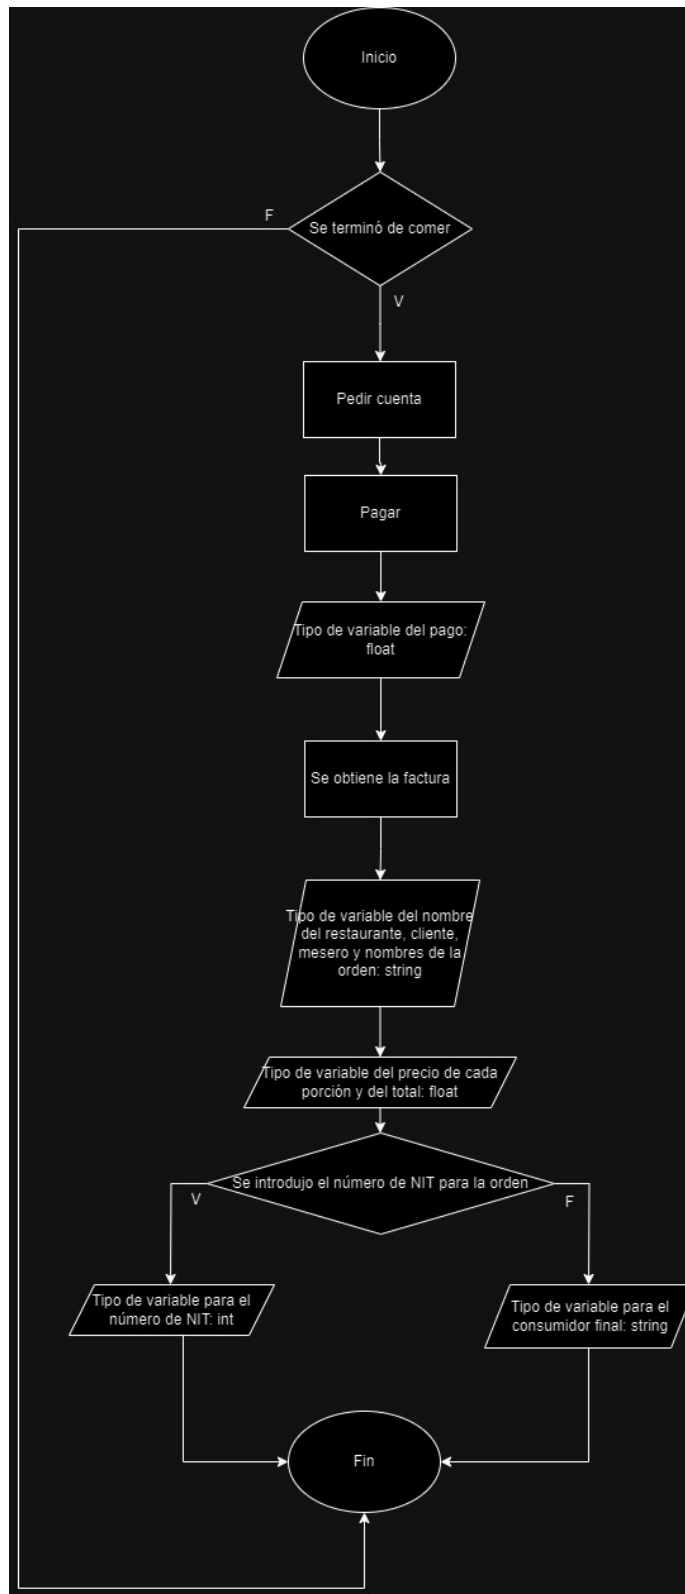 Inicio
F
Se terminó de comer
V
Pedir cuenta
Pagar
Tipo de variable del pago:
float
Se obtiene la factura
Tipo de variable del nombre
del restaurante, cliente,
mesero y nombres de la
orden: string
Tipo de variable del precio de cada
porción y del total: float
Se introdujo el número de NIT para la orden
V
F
Tipo de variable para el
número de NIT: int
Tipo de variable para el
consumidor final: string
Fin